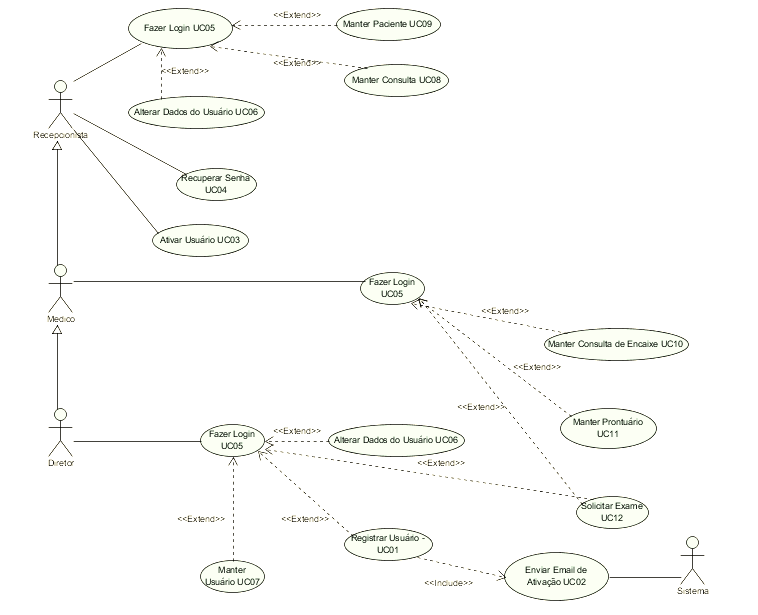 <<Extend>>
Fazer Login UC05
Manter Paciente UC09
<<Extend>>
<<Extend>>
Manter Consulta UC08
Alterar Dados do Usuário UC06
Recepcionista
Recuperar Senha
UC04
Ativar Usuário UC03
Fazer Login
UC05
Medico
<<Extend>>
Manter Consulta de Encaixe UC10
<<Extend>>
<<Extend>>
Manter Prontuário
UC11
Fazer Login
UC05
<<Extend>>
Alterar Dados do Usuário UC06
Diretor
<<Extend>>
Solicitar Exame
UC12
<<Extend>>
<<Extend>>
Registrar Usuário -
UC01
Manter
Usuário UC07
<<Include>>
Enviar Email de
Ativação UC02
Sistema